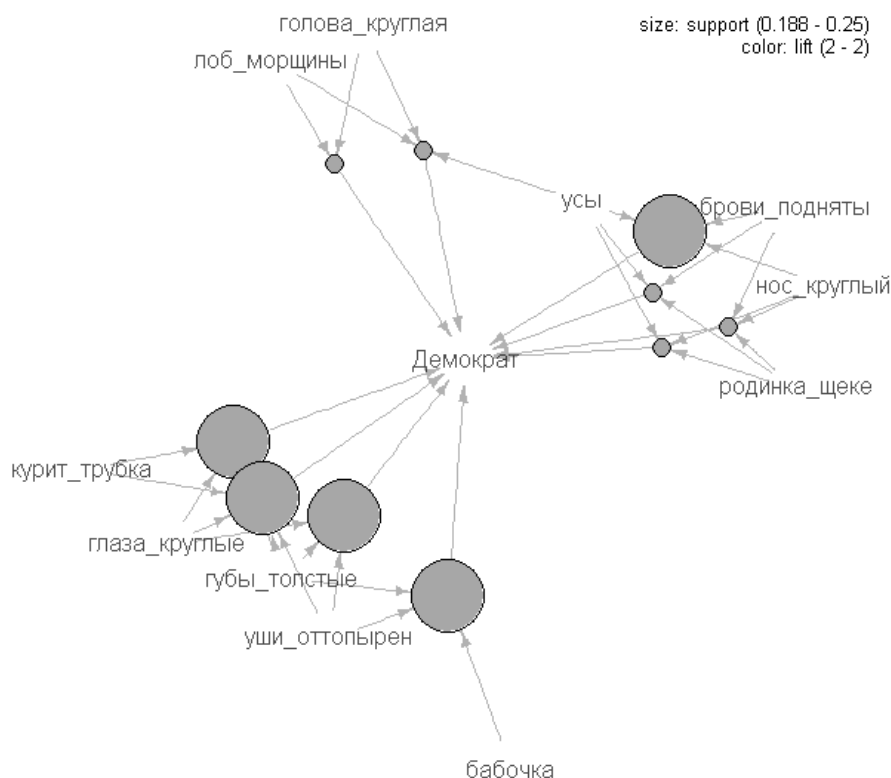 голова_круглая
size: support (0.188 - 0.25)
color: lift (2 - 2)
лоб_морщины
усы
брови_подняты
нос_круглый
Демократ
родинка_щеке
курит_трубка
глаза_круглые
губы_толстые
уши_оттопырен
бабочка